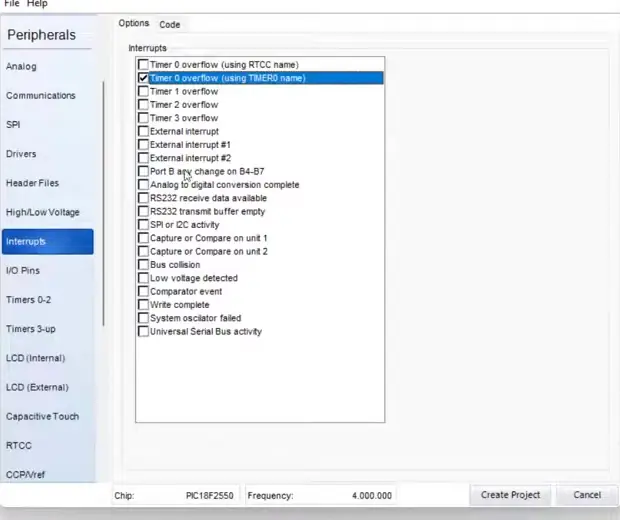 File Help
Peripherals
Analog
Communications
SPI
Drivers
Header Files
High/Low Voltage
Interrupts
I/O Pins
Timers 0-2
Timers 3-up
LCD (Internal)
LCD (External)
Capacitive Touch
RTCC
CCP/Vref
Options Code
Interrupts
Timer 0 overflow (using RTCC name)
Timer 0 overflow (using TIMER0 name)
Timer 1 overflow
Timer 2 overflow
Timer 3 overflow
External interrupt
External interrupt #1
External interrupt #2
Port B any change on B4-B7
Analog to digital conversion complete
RS232 receive data available
RS232 transmit buffer empty
SPI or I2C activity
Capture or Compare on unit 1
Capture or Compare on unit 2
Bus collision
Low voltage detected
Comparator event
Write complete
System oscilator failed
Universal Serial Bus activity
Chip: PIC18F2550 Frequency: 4.000.000 Create Project Cancel